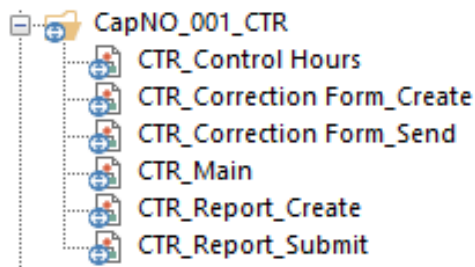 CapNO_001_CTR
CTR_Control Hours
CTR_Correction Form_Create
CTR_Correction Form_Send
CTR_Main
CTR_Report_Create
CTR_Report_Submit